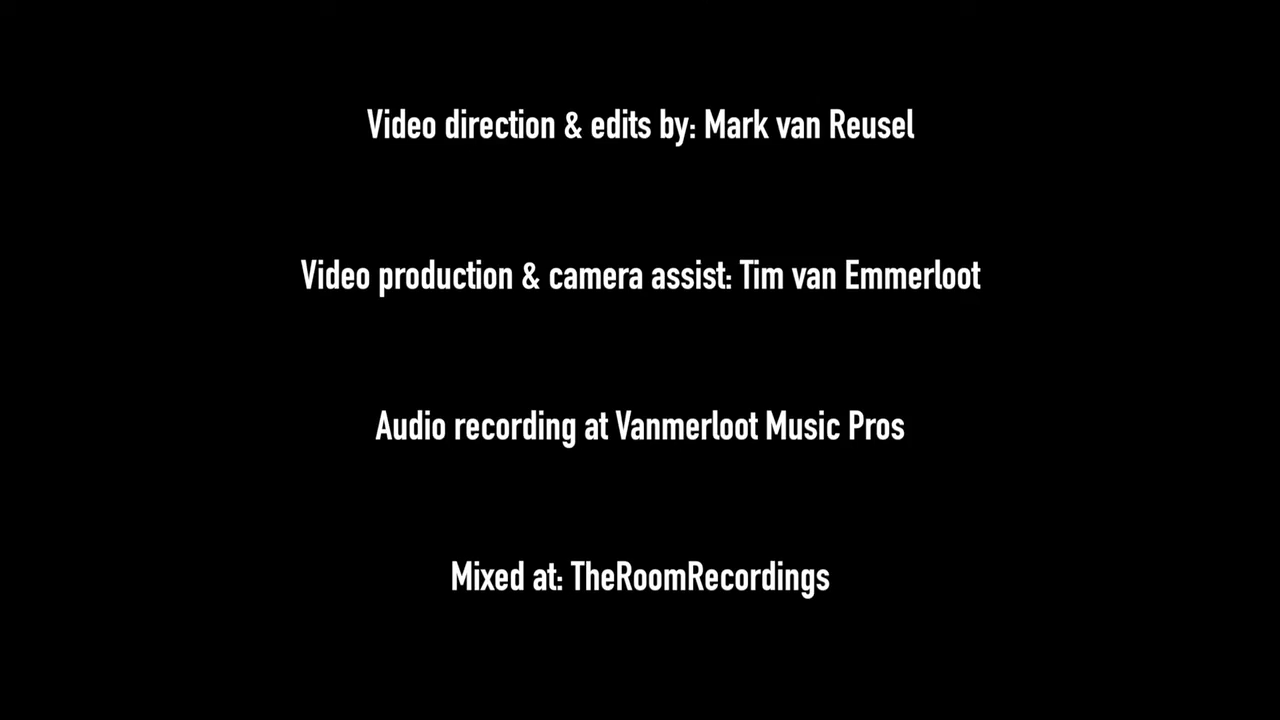 Video direction & edits by: Mark van Reusel
Video production & camera assist: Tim van Emmerloot
Audio recording at Vanmerloot Music Pros
Mixed at: TheRoomRecordings